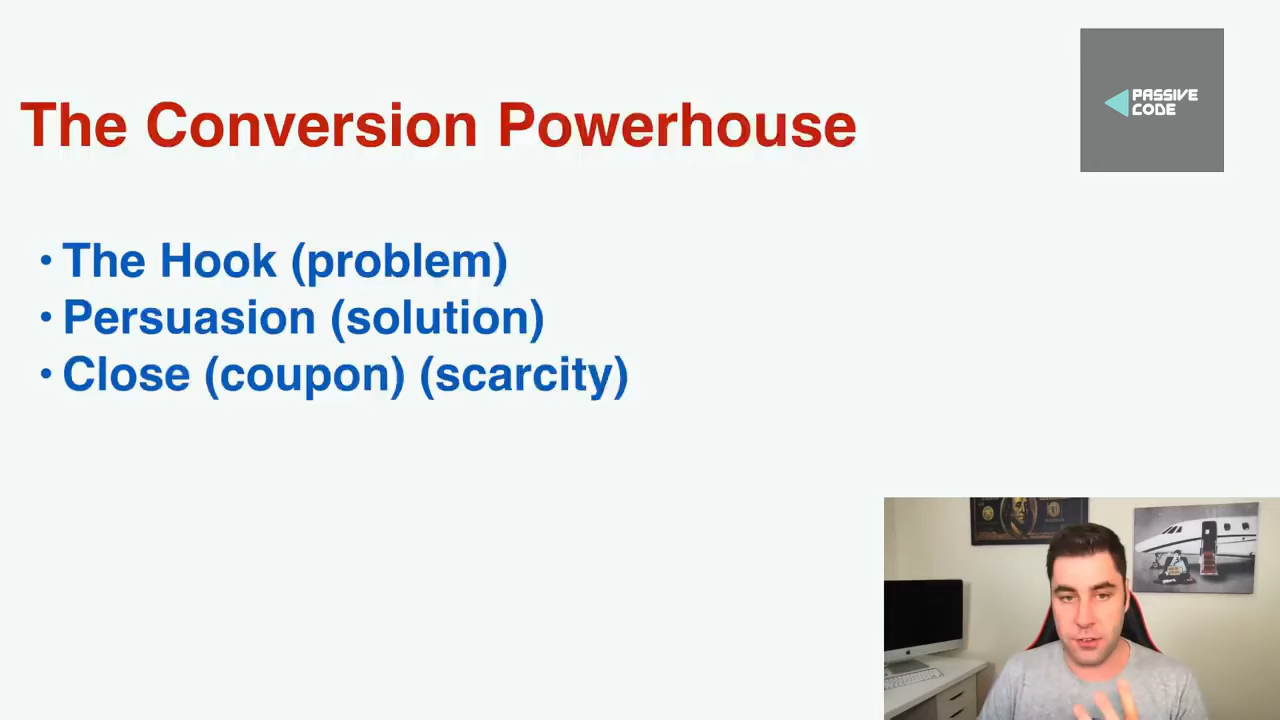 The Conversion Powerhouse
PASSIVE
CODE
• The Hook (problem)
• Persuasion (solution)
• Close (coupon) (scarcity)